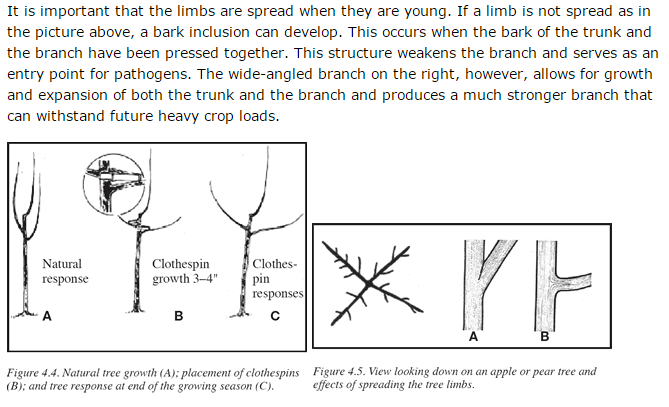 It is important that the limbs are spread when they are young. If a limb is not spread as in
the picture above, a bark inclusion can develop. This occurs when the bark of the trunk and
the branch have been pressed together. This structure weakens the branch and serves as an
entry point for pathogens. The wide-angled branch on the right, however, allows for growth
and expansion of both the trunk and the branch and produces a much stronger branch that
can withstand future heavy crop loads.
Natural
response
A
Clothespin
growth 3–4"
B
Clothes-
pin
responses
C
A
B
Figure 4.4. Natural tree growth (A); placement of clothespins
(B); and tree response at end of the growing season (C).
Figure 4.5. View looking down on an apple or pear tree and
effects of spreading the tree limbs.